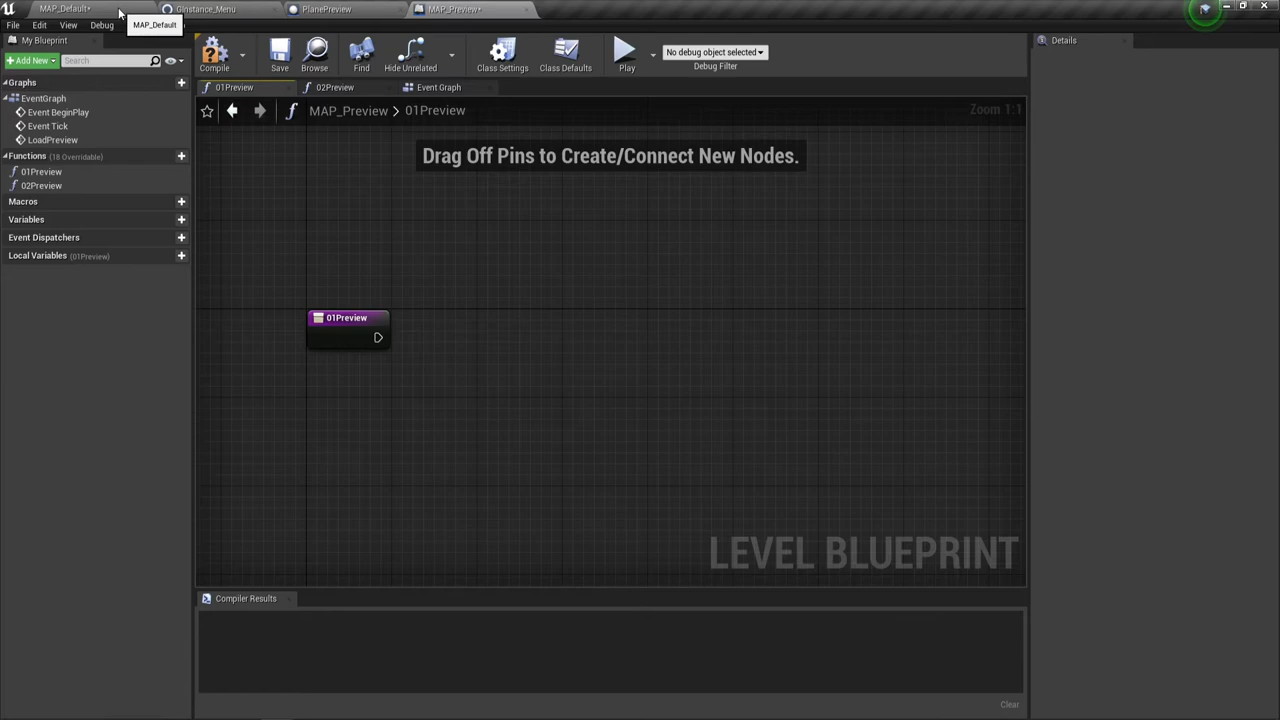 MAP_Default*
GInstance_Menu
PlanePreview
MAP_Preview*
File
Edit
View
Debug
MAP_Default
My Blueprint
Add New
Search
Compile
Save
Browse
Find
Hide Unrelated
Class Settings
Class Defaults
Play
No debug object selected
Debug Filter
Details
Graphs
EventGraph
Event BeginPlay
Event Tick
LoadPreview
Functions (18 Overridable)
01Preview
02Preview
Macros
Variables
Event Dispatchers
Local Variables (01Preview)
01Preview
02Preview
Event Graph
MAP_Preview > 01Preview
Zoom 1:1
Drag Off Pins to Create/Connect New Nodes.
01Preview
LEVEL BLUEPRINT
Compiler Results
Clear